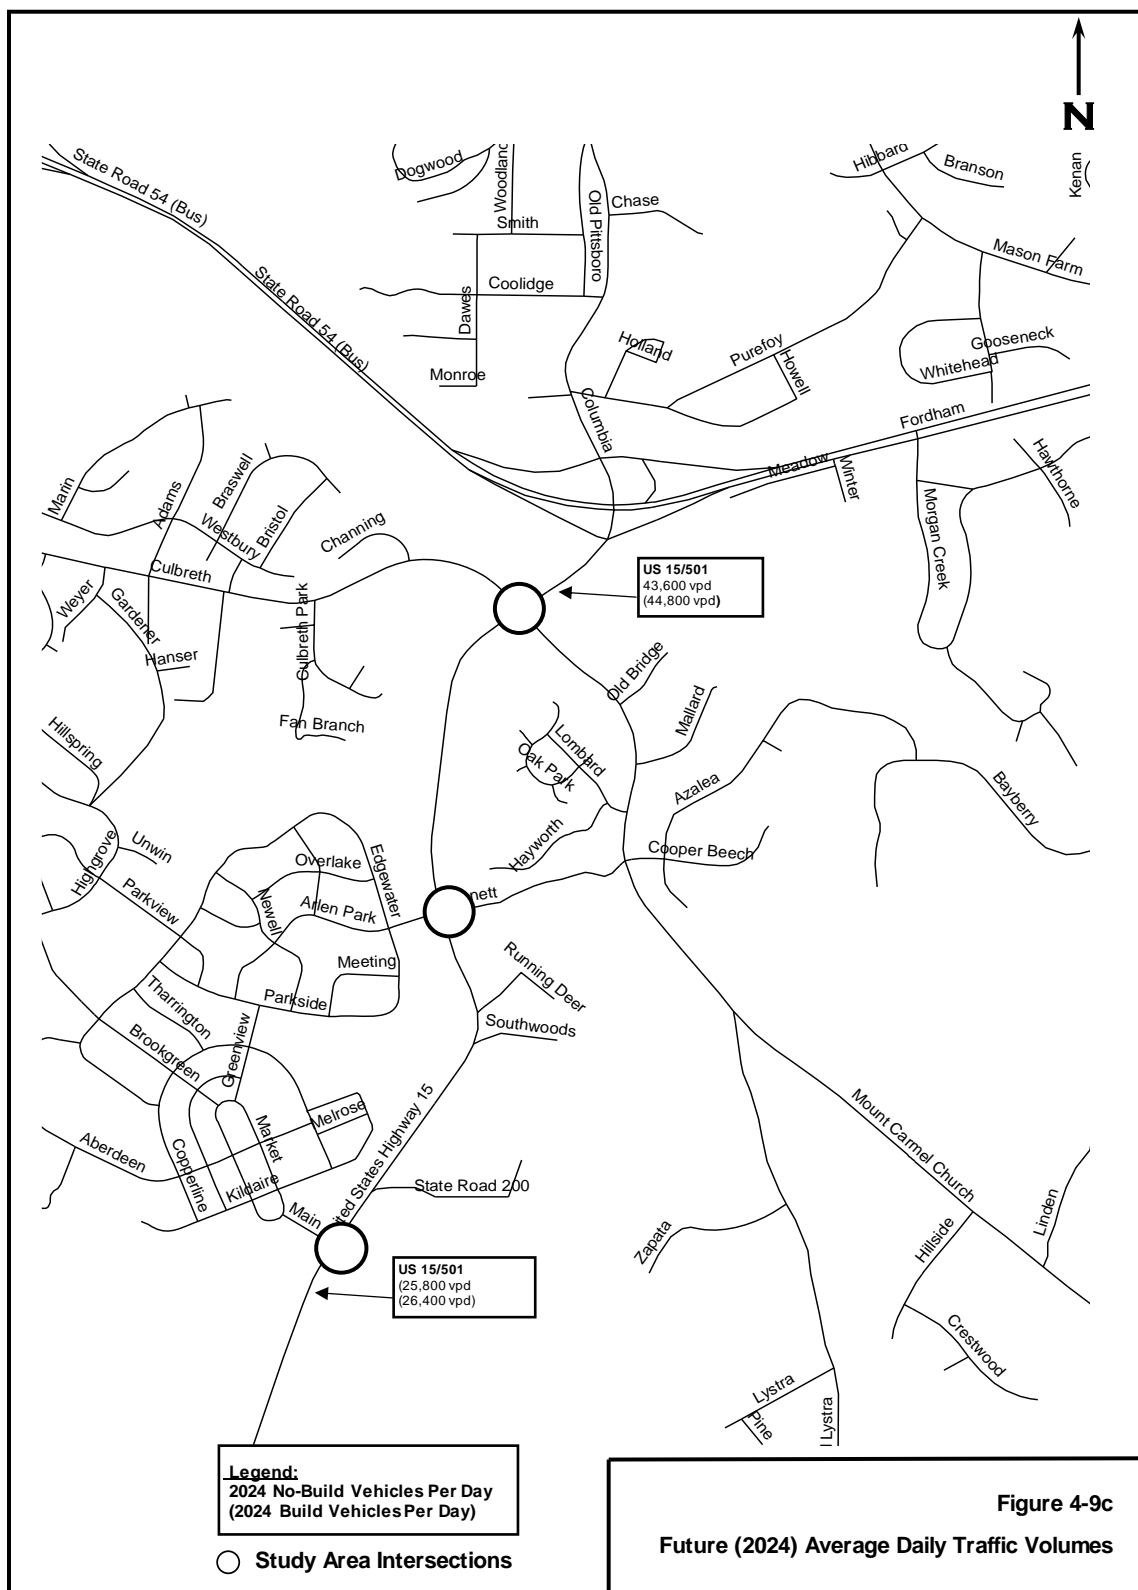 N
State Road 54 (Bus)
Dogwood
Woodland
Smith
Old Pittsboro
Chase
Hibbard
Branson
Kenan
Mason Farm
State Road 54 (Bus)
Coolidge
Dawes
Monroe
Holland
Columbia
Purefoy
Howell
Gooseneck
Whitehead
Fordham
Meadow
Winter
Hawthorne
Morgan Creek
Marin
Adams
Braswell
Westbury
Bristol
Channing
Culbreth
Weyer
Gardener
Hanser
Culbreth Park
Fan Branch
US 15/501
43,600 vpd
(44,800 vpd)
Old Bridge
Mallard
Lombard
Oak Park
Azalea
Bayberry
Hayworth
Cooper Beech
Hillspring
Highgrove
Unwin
Parkview
Overlake
Edgewater
Newell
Arlen Park
nett
Meeting
Parkside
Running Deer
Southwoods
Tharrington
Brookgreen
Greenview
Melrose
Market
Aberdeen
Copperline
Kildaire
Main
ited States Highway 15
State Road 200
Mount Carmel Church
Linden
Hillside
Zapata
Crestwood
US 15/501
(25,800 vpd
(26,400 vpd)
Lystra
Pine
l Lystra
Legend:
2024 No-Build Vehicles Per Day
(2024 Build Vehicles Per Day)
Study Area Intersections
Figure 4-9c
Future (2024) Average Daily Traffic Volumes